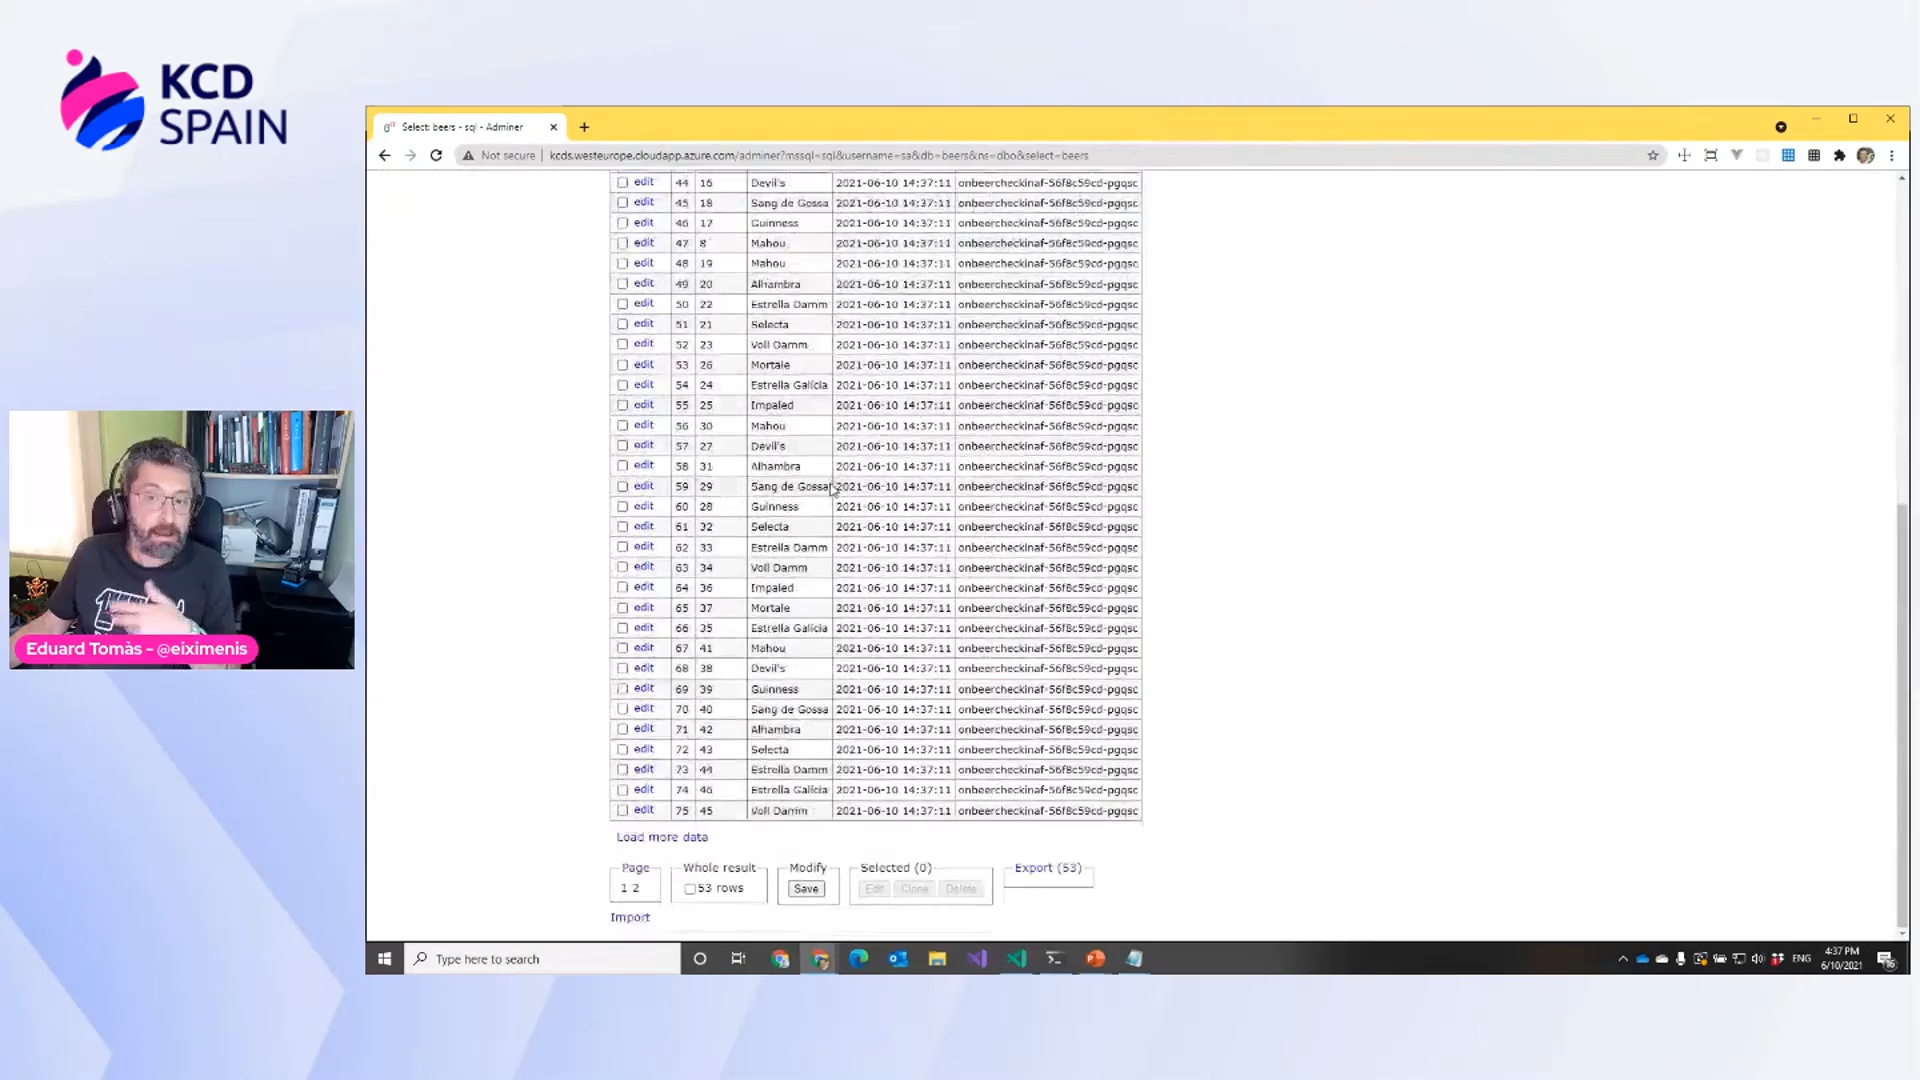 KCD
SPAIN
Select: beers - sql - Adminer
Not secure kcds.westeurope.cloudapp.azure.com/adminer?mssql=sql&username=sa&db=beers&ns=dbo&select=beers
edit 44 16 Devil's 2021-06-10 14:37:11 onbeercheckinaf-56f8c59cd-pgqsc
edit 45 18 Sang de Gossa 2021-06-10 14:37:11 onbeercheckinaf-56f8c59cd-pgqsc
edit 46 17 Guinness 2021-06-10 14:37:11 onbeercheckinaf-56f8c59cd-pgqsc
edit 47 8 Mahou 2021-06-10 14:37:11 onbeercheckinaf-56f8c59cd-pgqsc
edit 48 19 Mahou 2021-06-10 14:37:11 onbeercheckinaf-56f8c59cd-pgqsc
edit 49 20 Alhambra 2021-06-10 14:37:11 onbeercheckinaf-56f8c59cd-pgqsc
edit 50 22 Estrella Damm 2021-06-10 14:37:11 onbeercheckinaf-56f8c59cd-pgqsc
edit 51 21 Selecta 2021-06-10 14:37:11 onbeercheckinaf-56f8c59cd-pgqsc
edit 52 23 Voll Damm 2021-06-10 14:37:11 onbeercheckinaf-56f8c59cd-pgqsc
edit 53 26 Mortale 2021-06-10 14:37:11 onbeercheckinaf-56f8c59cd-pgqsc
edit 54 24 Estrella Galícia 2021-06-10 14:37:11 onbeercheckinaf-56f8c59cd-pgqsc
edit 55 25 Impaled 2021-06-10 14:37:11 onbeercheckinaf-56f8c59cd-pgqsc
edit 56 30 Mahou 2021-06-10 14:37:11 onbeercheckinaf-56f8c59cd-pgqsc
edit 57 27 Devil's 2021-06-10 14:37:11 onbeercheckinaf-56f8c59cd-pgqsc
edit 58 31 Alhambra 2021-06-10 14:37:11 onbeercheckinaf-56f8c59cd-pgqsc
edit 59 29 Sang de Gossa 2021-06-10 14:37:11 onbeercheckinaf-56f8c59cd-pgqsc
edit 60 28 Guinness 2021-06-10 14:37:11 onbeercheckinaf-56f8c59cd-pgqsc
edit 61 32 Selecta 2021-06-10 14:37:11 onbeercheckinaf-56f8c59cd-pgqsc
edit 62 33 Estrella Damm 2021-06-10 14:37:11 onbeercheckinaf-56f8c59cd-pgqsc
edit 63 34 Voll Damm 2021-06-10 14:37:11 onbeercheckinaf-56f8c59cd-pgqsc
edit 64 36 Impaled 2021-06-10 14:37:11 onbeercheckinaf-56f8c59cd-pgqsc
edit 65 37 Mortale 2021-06-10 14:37:11 onbeercheckinaf-56f8c59cd-pgqsc
edit 66 35 Estrella Galícia 2021-06-10 14:37:11 onbeercheckinaf-56f8c59cd-pgqsc
edit 67 41 Mahou 2021-06-10 14:37:11 onbeercheckinaf-56f8c59cd-pgqsc
edit 68 38 Devil's 2021-06-10 14:37:11 onbeercheckinaf-56f8c59cd-pgqsc
edit 69 39 Guinness 2021-06-10 14:37:11 onbeercheckinaf-56f8c59cd-pgqsc
edit 70 40 Sang de Gossa 2021-06-10 14:37:11 onbeercheckinaf-56f8c59cd-pgqsc
edit 71 42 Alhambra 2021-06-10 14:37:11 onbeercheckinaf-56f8c59cd-pgqsc
edit 72 43 Selecta 2021-06-10 14:37:11 onbeercheckinaf-56f8c59cd-pgqsc
edit 73 44 Estrella Damm 2021-06-10 14:37:11 onbeercheckinaf-56f8c59cd-pgqsc
edit 74 46 Estrella Galícia 2021-06-10 14:37:11 onbeercheckinaf-56f8c59cd-pgqsc
edit 75 45 Voll Damm 2021-06-10 14:37:11 onbeercheckinaf-56f8c59cd-pgqsc
Load more data
Page Whole result Modify Selected (0) Export (53)
1 2 53 rows Save Edit Clone Delete
Import
Eduard Tomàs - @eiximenis
Type here to search
ENG
4:37 PM
6/10/2021